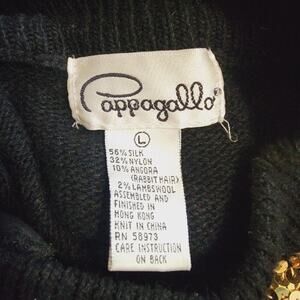 Pappagallo
L
56% SILK
32% NYLON
10% ANGORA
(RABBIT HAIR)
2% LAMBSWOOL
ASSEMBLED AND
FINISHED IN
HONG KONG
KNIT IN CHINA
RN 58973
CARE INSTRUCTION
ON BACK